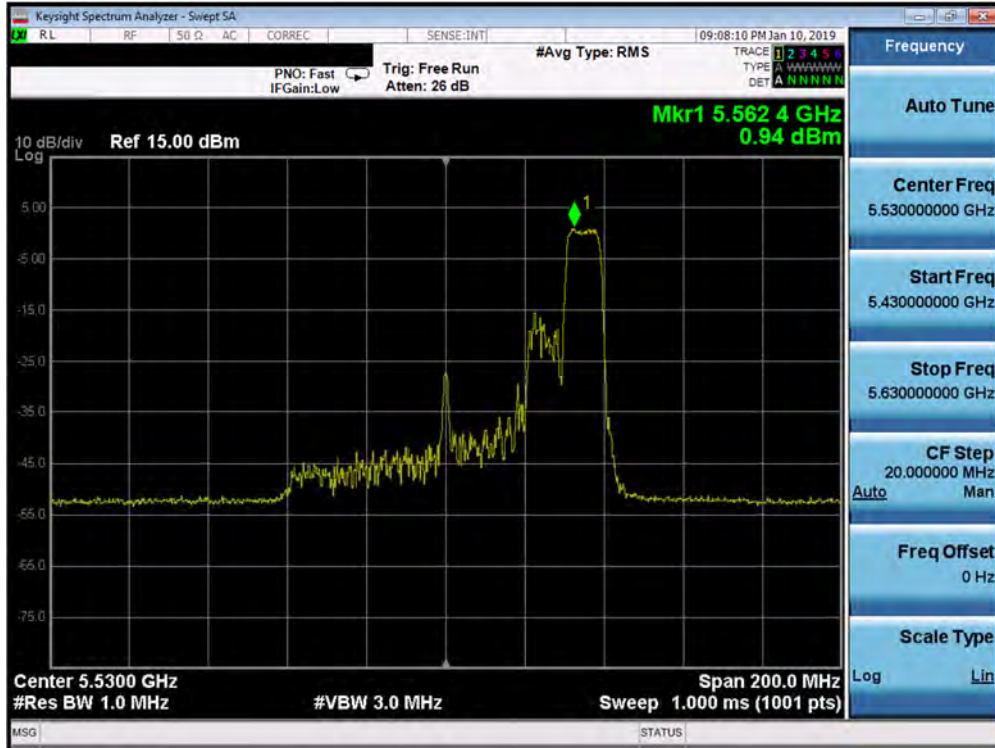 Keysight Spectrum Analyzer - Swept SA
LXI RL RF 50 Ω AC CORREC SENSE:INT 09:08:10 PM Jan 10, 2019
#Avg Type: RMS
TRACE 1 2 3 4 5 6
PNO: Fast Trig: Free Run
TYPE A WWWWW
IFGain:Low Atten: 26 dB
DET A N N N N N
Mkr1 5.562 4 GHz
0.94 dBm
10 dB/div Ref 15.00 dBm
Log
1
5.00
-5.00
-15.0
-25.0
-35.0
-45.0
-55.0
-65.0
-75.0
Center 5.5300 GHz
Span 200.0 MHz
#Res BW 1.0 MHz #VBW 3.0 MHz Sweep 1.000 ms (1001 pts)
MSG STATUS
Frequency
Auto Tune
Center Freq
5.530000000 GHz
Start Freq
5.430000000 GHz
Stop Freq
5.630000000 GHz
CF Step
20.000000 MHz
Auto Man
Freq Offset
0 Hz
Scale Type
Log Lin